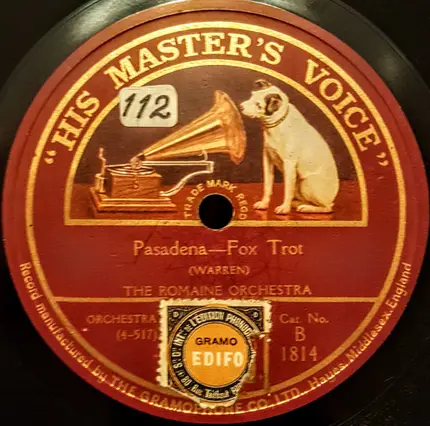 "HIS MASTER'S VOICE"
112
TRADE MARK REGD
Pasadena—Fox Trot
(WARREN)
THE ROMAINE ORCHESTRA
ORCHESTRA
(4-517)
Cat. No.
B
1814
GRAMO
EDIFO
Record manufactured by THE GRAMOPHONE CO., LTD., Hayes, Middlesex, England